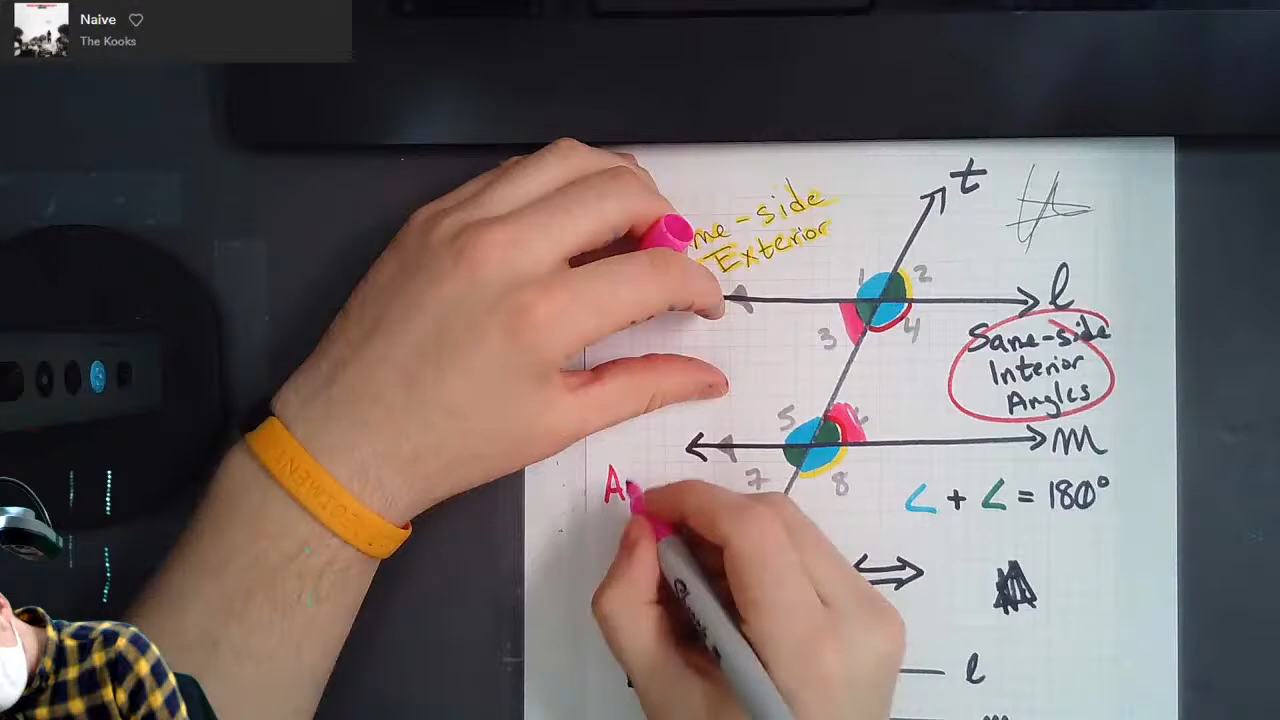 Naive
The Kooks
t
me-side
Exterior
1 2
l
3 4
Same-side
Interior
Angles
5
m
7 8
∠ + ∠ = 180°
A
l